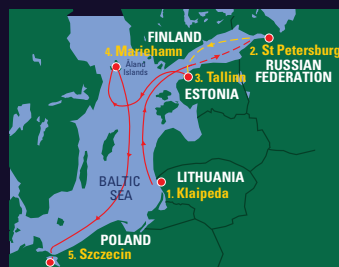 FINLAND
4. Mariehamn
Åland
Islands
2. St Petersburg
RUSSIAN
FEDERATION
3. Tallinn
ESTONIA
LITHUANIA
1. Klaipeda
BALTIC
SEA
POLAND
5. Szczecin